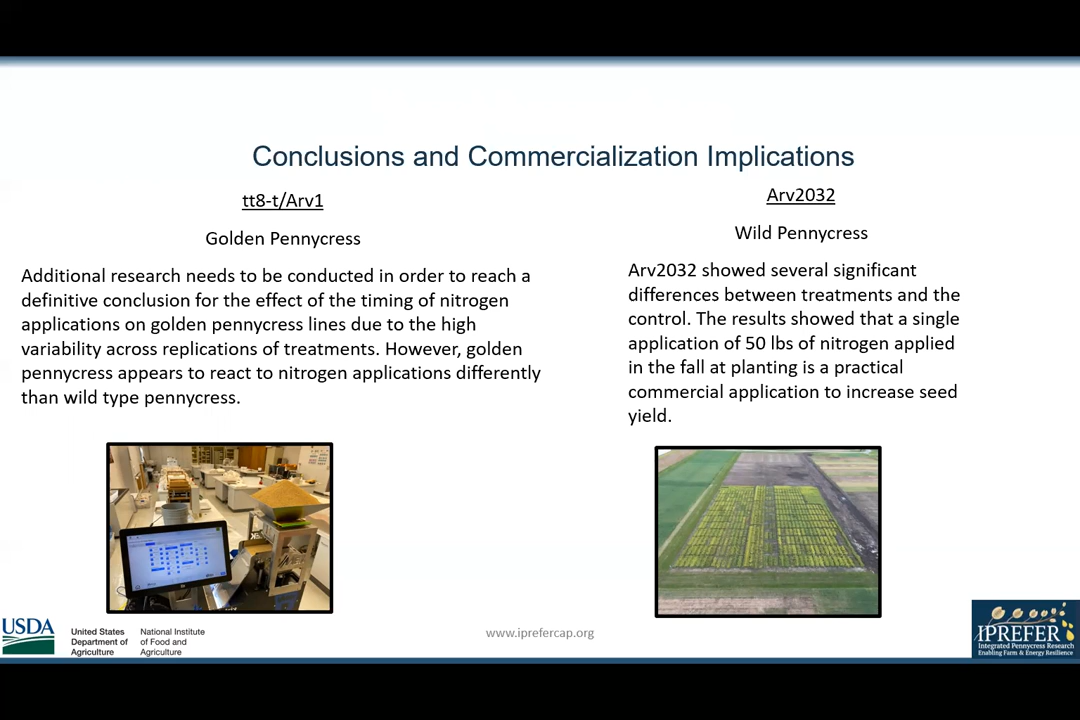 Conclusions and Commercialization Implications
tt8-t/Arv1
Golden Pennycress
Additional research needs to be conducted in order to reach a
definitive conclusion for the effect of the timing of nitrogen
applications on golden pennycress lines due to the high
variability across replications of treatments. However, golden
pennycress appears to react to nitrogen applications differently
than wild type pennycress.
Arv2032
Wild Pennycress
Arv2032 showed several significant
differences between treatments and the
control. The results showed that a single
application of 50 lbs of nitrogen applied
in the fall at planting is a practical
commercial application to increase seed
yield.
USDA
United States
Department of
Agriculture
National Institute
of Food and
Agriculture
www.iprefercap.org
IPREFER
Integrated Pennycress Research
Enabling Farm & Energy Resilience